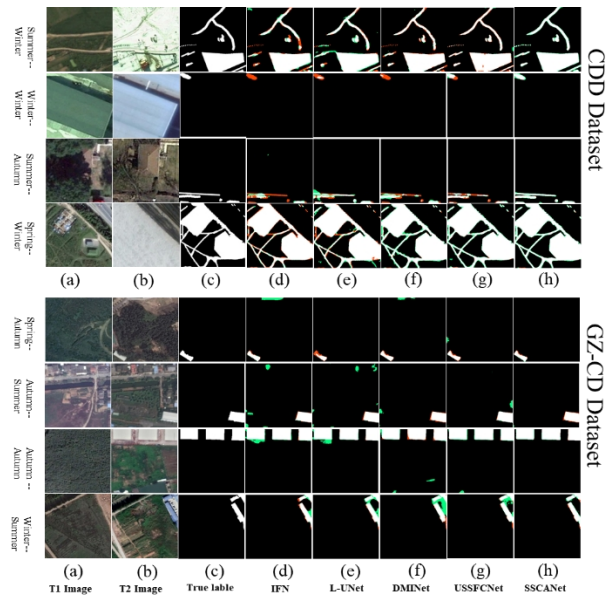 Summer--
Winter
Winter--
Winter
Summer--
Autumn
Spring--
Winter
CDD Dataset
(a) (b) (c) (d) (e) (f) (g) (h)
Spring--
Autumn
Autumn--
Summer
Autumn --
Autumn
Winter--
Summer
GZ-CD Dataset
(a) (b) (c) (d) (e) (f) (g) (h)
T1 Image T2 Image True lable IFN L-UNet DMINet USSFCNet SSCANet